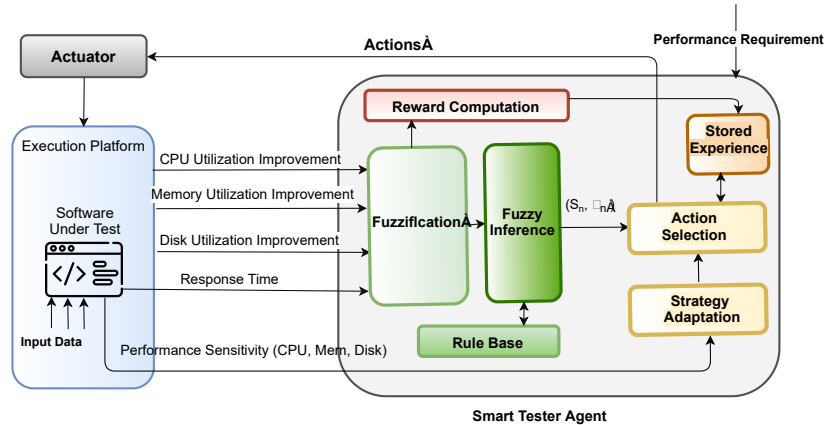 Performance Requirement
ActionsÀ
Actuator
Reward Computation
Execution Platform
Stored
Experience
CPU Utilization Improvement
Memory Utilization Improvement
Software
Under Test
FuzzificationÀ
Fuzzy
Inference
(Sn, □nÀ)
Action
Selection
Disk Utilization Improvement
Response Time
Strategy
Adaptation
Input Data
Rule Base
Performance Sensitivity (CPU, Mem, Disk)
Smart Tester Agent